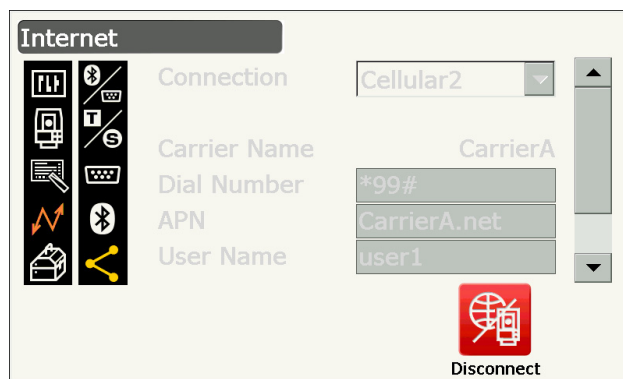 Internet
Connection Cellular2
T
S
Carrier Name CarrierA
Dial Number *99#
APN CarrierA.net
User Name user1
Disconnect